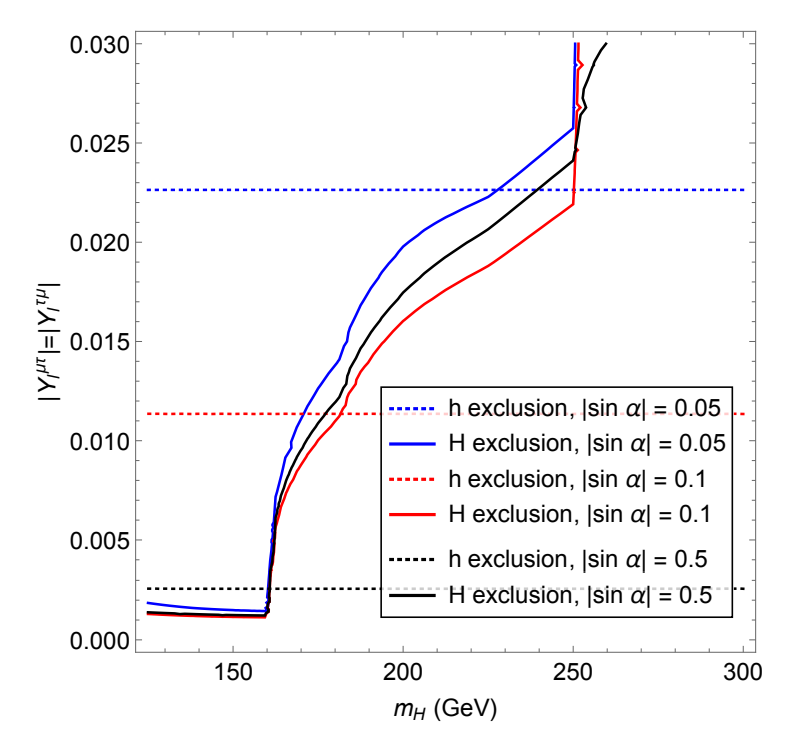 0.030
0.025
0.020
0.015
0.010
0.005
0.000
|Y_l^{μτ}|=|Y_l^{τμ}|
h exclusion, |sin α| = 0.05
H exclusion, |sin α| = 0.05
h exclusion, |sin α| = 0.1
H exclusion, |sin α| = 0.1
h exclusion, |sin α| = 0.5
H exclusion, |sin α| = 0.5
150 200 250 300
m_H (GeV)